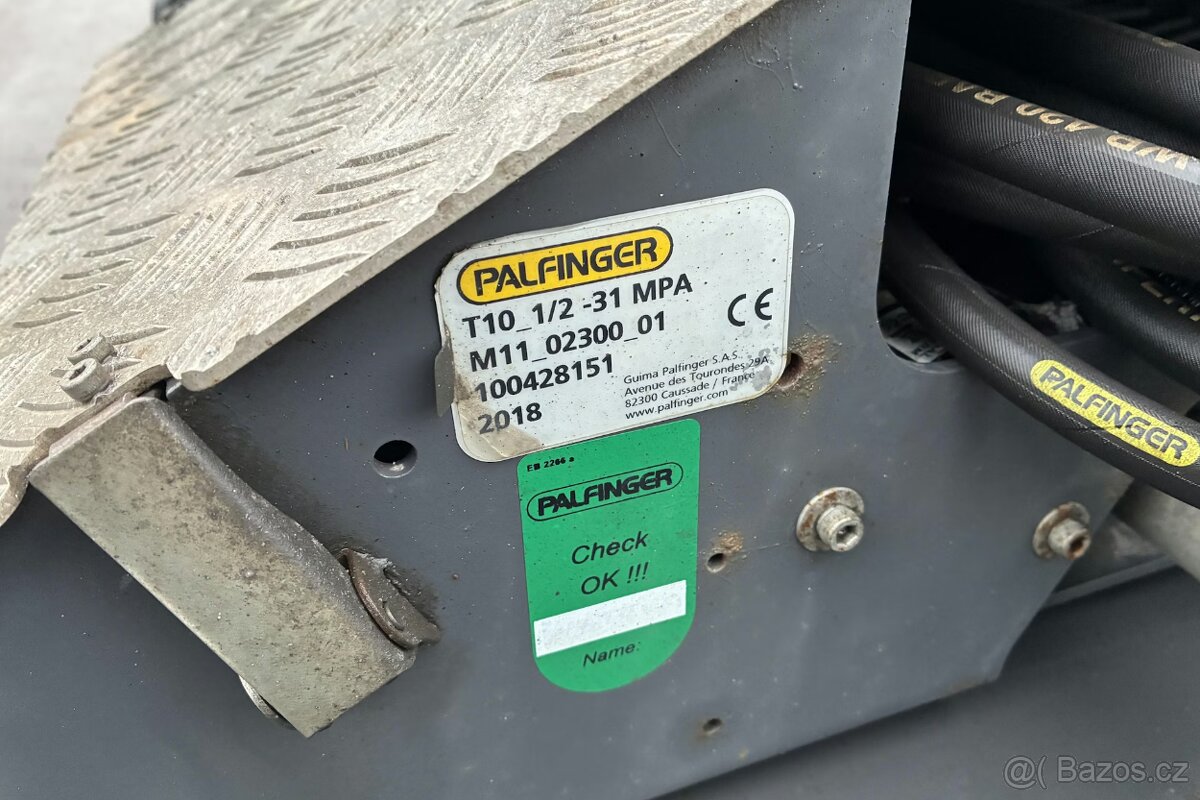 PALFINGER
T10_1/2 -31 MPA
M11_02300_01
100428151
2018
CE
Guima Palfinger S.A.S.
Avenue des Tourondes 29A
82300 Caussade / France
www.palfinger.com
EB 2266 a
PALFINGER
Check
OK !!!
Name:
PALFINGER
@( Bazos.cz